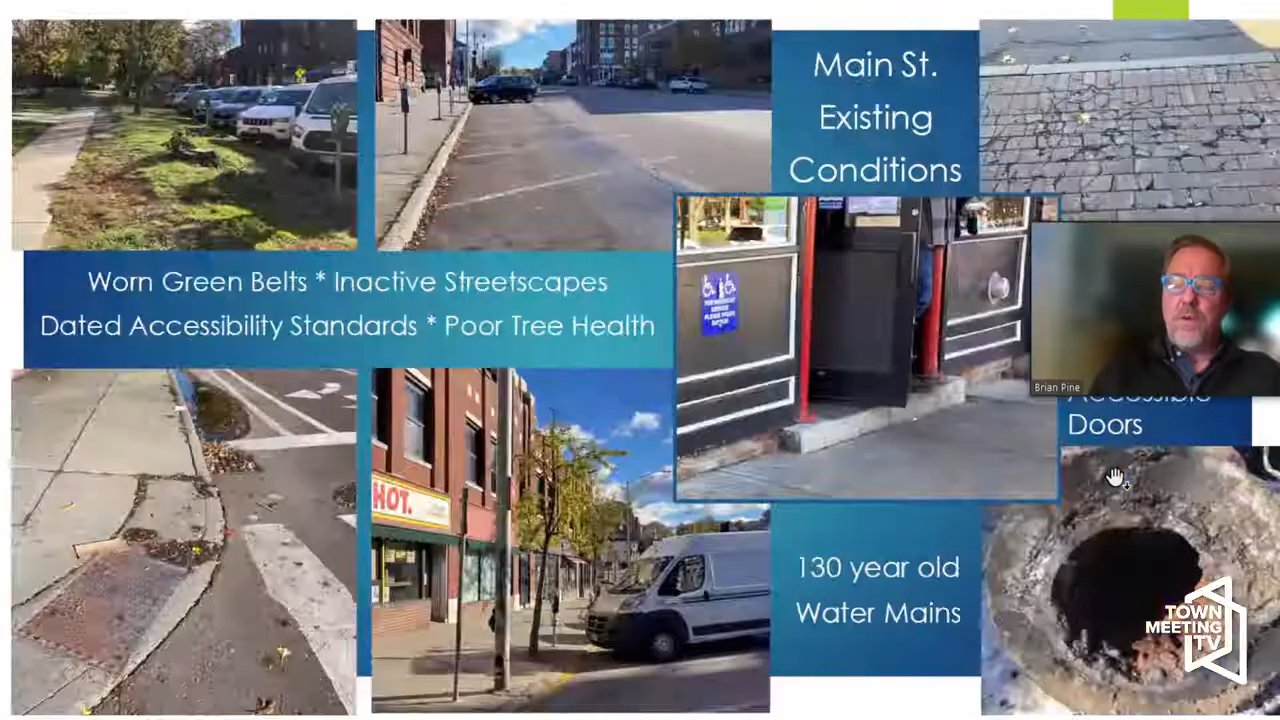 Main St.
Existing
Conditions
Worn Green Belts * Inactive Streetscapes
Dated Accessibility Standards * Poor Tree Health
Brian Pine
Accessible
Doors
HOT.
130 year old
Water Mains
TOWN
MEETING
TV